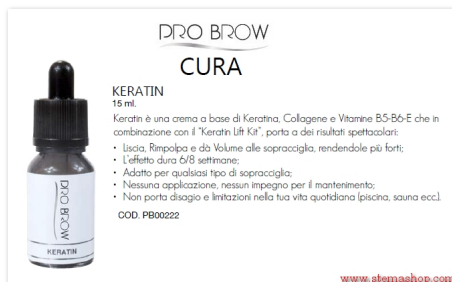 PRO BROW
CURA
KERATIN
15 ml.
Keratin è una crema a base di Keratina, Collagene e Vitamine B5-B6-E che in
combinazione con il “Keratin Lift Kit”, porta a dei risultati spettacolari:
• Liscia, Rimpolpa e dà Volume alle sopracciglia, rendendole più forti;
• L'effetto dura 6/8 settimane;
• Adatto per qualsiasi tipo di sopracciglia;
• Nessuna applicazione, nessun impegno per il mantenimento;
• Non porta disagio e limitazioni nella tua vita quotidiana (piscina, sauna ecc.).
COD. PB00222
PRO BROW
KERATIN
www.stemashop.com